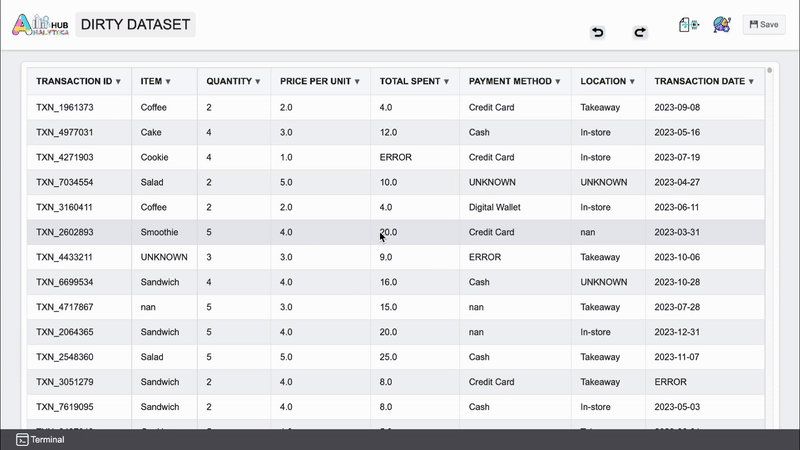 AiiiHUB ANALYTICA
DIRTY DATASET
Save
TRANSACTION ID ITEM QUANTITY PRICE PER UNIT TOTAL SPENT PAYMENT METHOD LOCATION TRANSACTION DATE
TXN_1961373 Coffee 2 2.0 4.0 Credit Card Takeaway 2023-09-08
TXN_4977031 Cake 4 3.0 12.0 Cash In-store 2023-05-16
TXN_4271903 Cookie 4 1.0 ERROR Credit Card In-store 2023-07-19
TXN_7034554 Salad 2 5.0 10.0 UNKNOWN UNKNOWN 2023-04-27
TXN_3160411 Coffee 2 2.0 4.0 Digital Wallet In-store 2023-06-11
TXN_2602893 Smoothie 5 4.0 20.0 Credit Card nan 2023-03-31
TXN_4433211 UNKNOWN 3 3.0 9.0 ERROR Takeaway 2023-10-06
TXN_6699534 Sandwich 4 4.0 16.0 Cash UNKNOWN 2023-10-28
TXN_4717867 nan 5 3.0 15.0 nan Takeaway 2023-07-28
TXN_2064365 Sandwich 5 4.0 20.0 nan In-store 2023-12-31
TXN_2548360 Salad 5 5.0 25.0 Cash Takeaway 2023-11-07
TXN_3051279 Sandwich 2 4.0 8.0 Credit Card Takeaway ERROR
TXN_7619095 Sandwich 2 4.0 8.0 Cash In-store 2023-05-03
Terminal